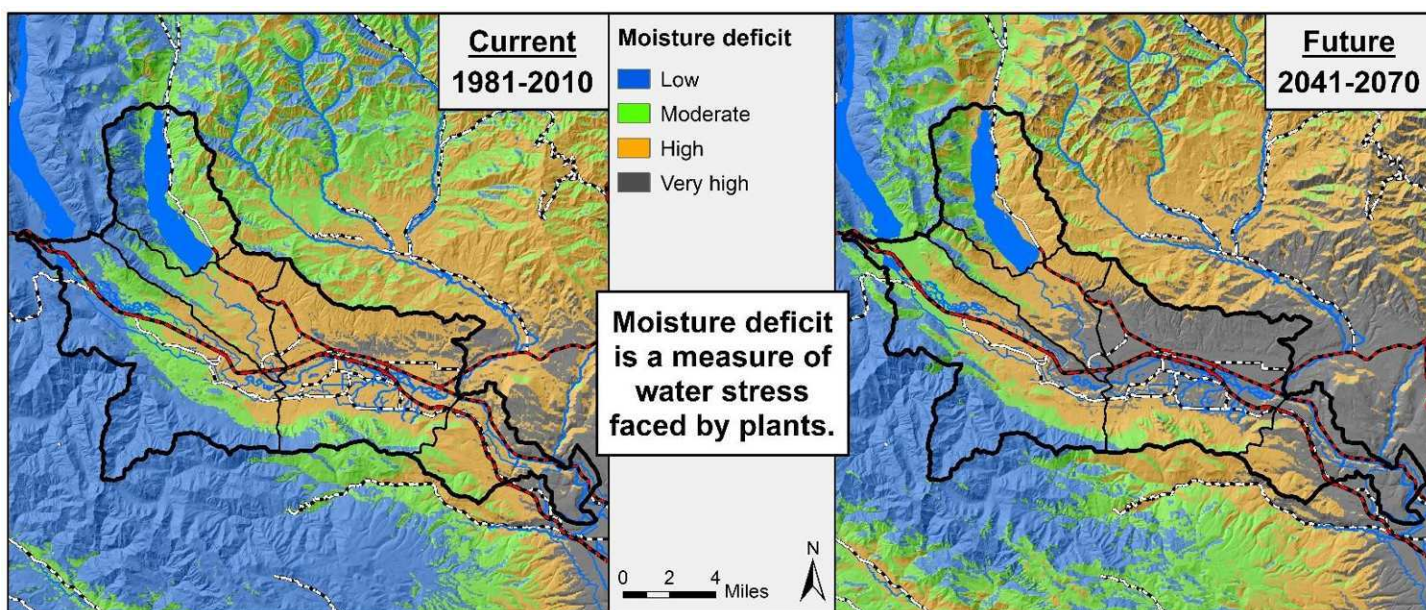 Current
1981-2010
Moisture deficit
Low
Moderate
High
Very high
Moisture deficit
is a measure of
water stress
faced by plants.
N
0 2 4
Miles
Future
2041-2070